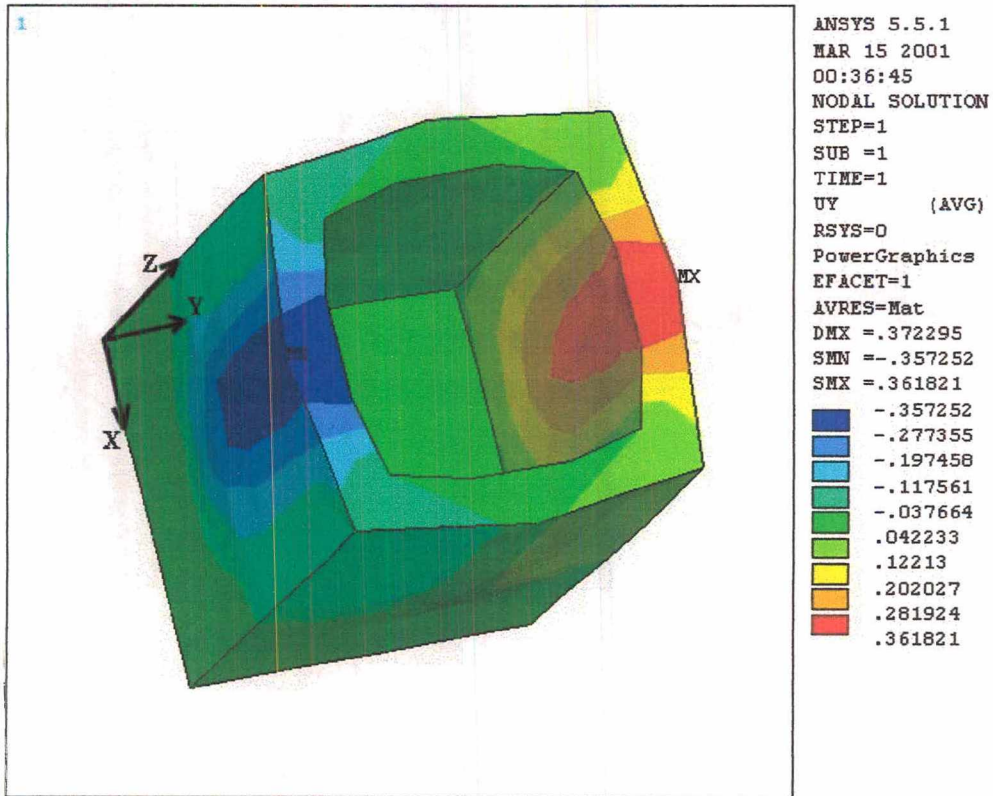 1
ANSYS 5.5.1
MAR 15 2001
00:36:45
NODAL SOLUTION
STEP=1
SUB =1
TIME=1
UY (AVG)
RSYS=0
PowerGraphics
EFACET=1
AVRES=Mat
DMX =.372295
SMN =-.357252
SMX =.361821
-.357252
-.277355
-.197458
-.117561
-.037664
.042233
.12213
.202027
.281924
.361821
Z
Y
X
MN
MX